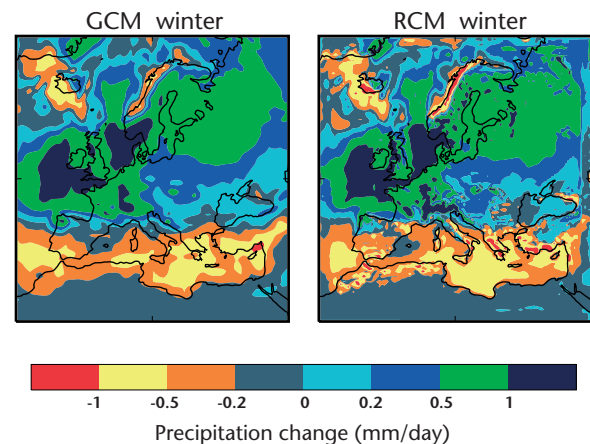 GCM winter
RCM winter
-1 -0.5 -0.2 0 0.2 0.5 1
Precipitation change (mm/day)